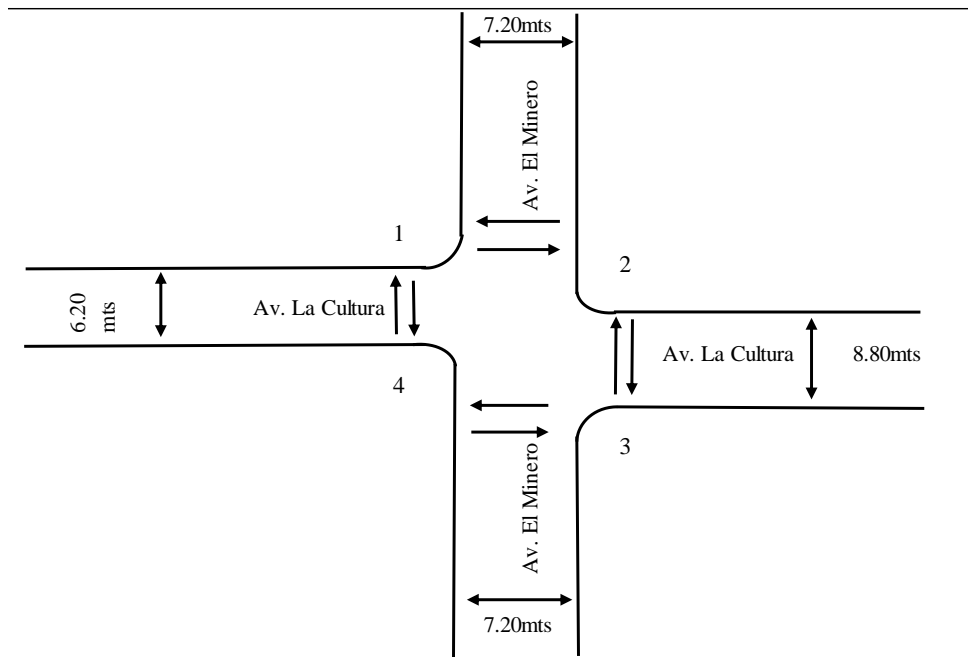 7.20mts
Av. El Minero
1
2
6.20
mts
Av. La Cultura
Av. La Cultura
8.80mts
4
3
Av. El Minero
7.20mts